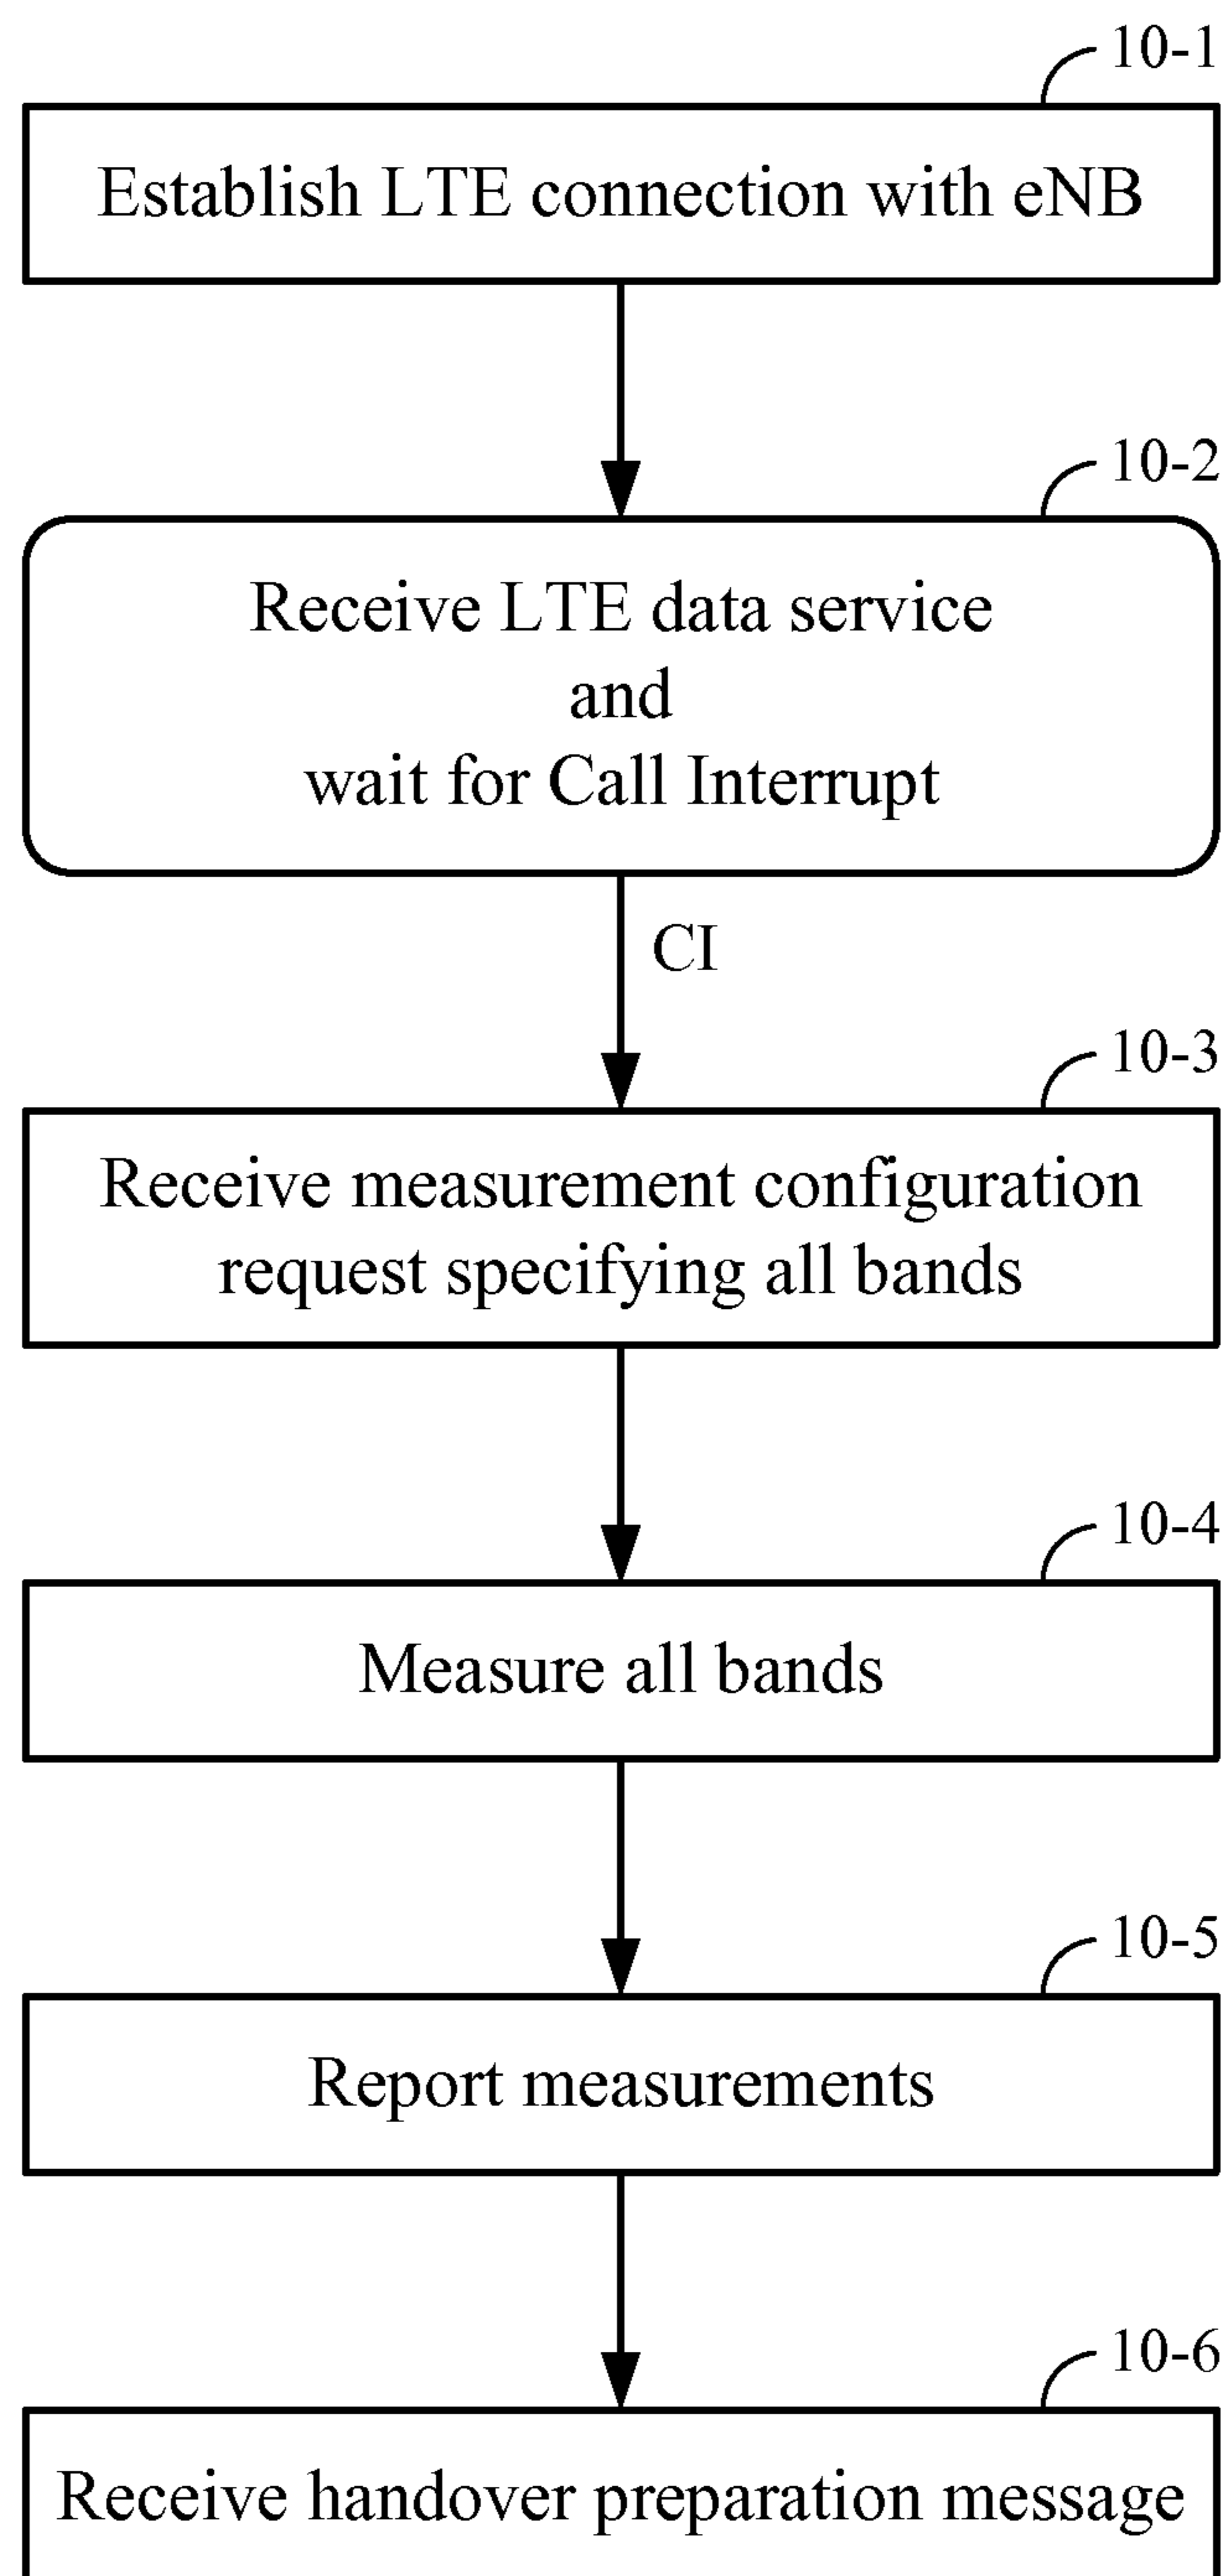 10-1
Establish LTE connection with eNB
10-2
Receive LTE data service
and
wait for Call Interrupt
CI
10-3
Receive measurement configuration
request specifying all bands
10-4
Measure all bands
10-5
Report measurements
10-6
Receive handover preparation message